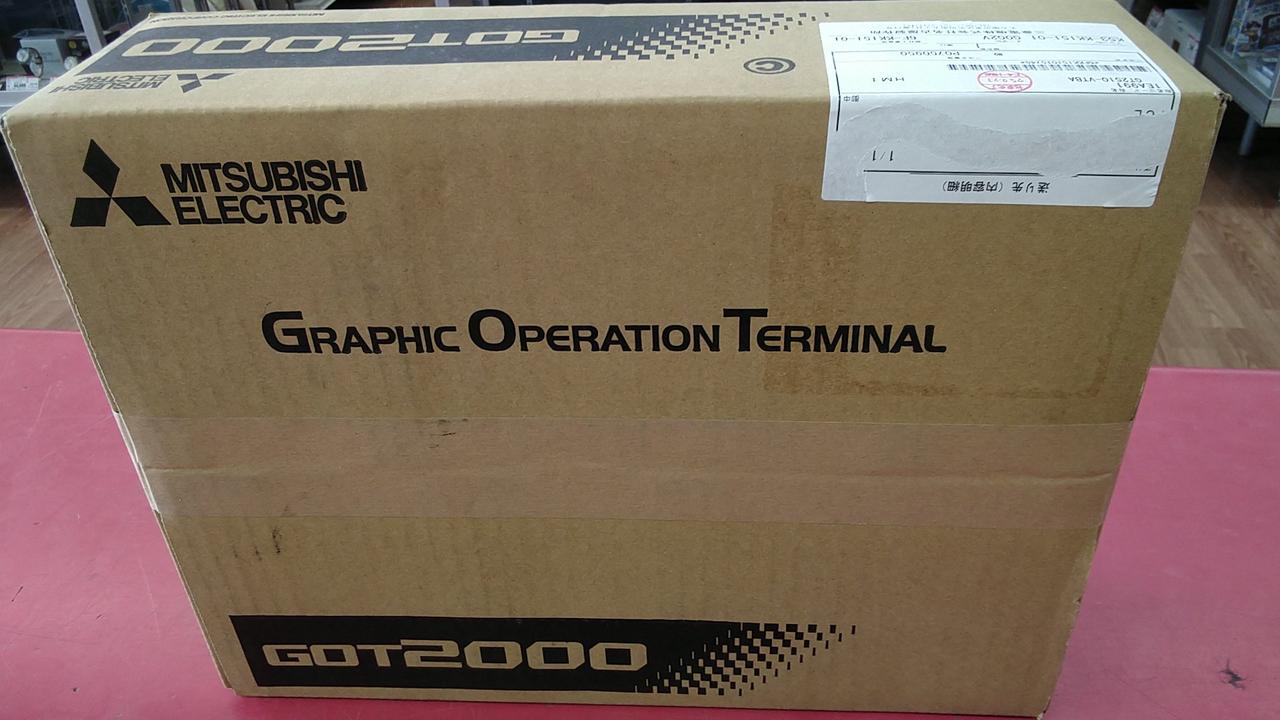 GOT2000
MITSUBISHI
ELECTRIC
送り先 (内容明細)
1/1
HMI
GT2510-VTBA
MITSUBISHI
ELECTRIC
GRAPHIC OPERATION TERMINAL
GOT2000